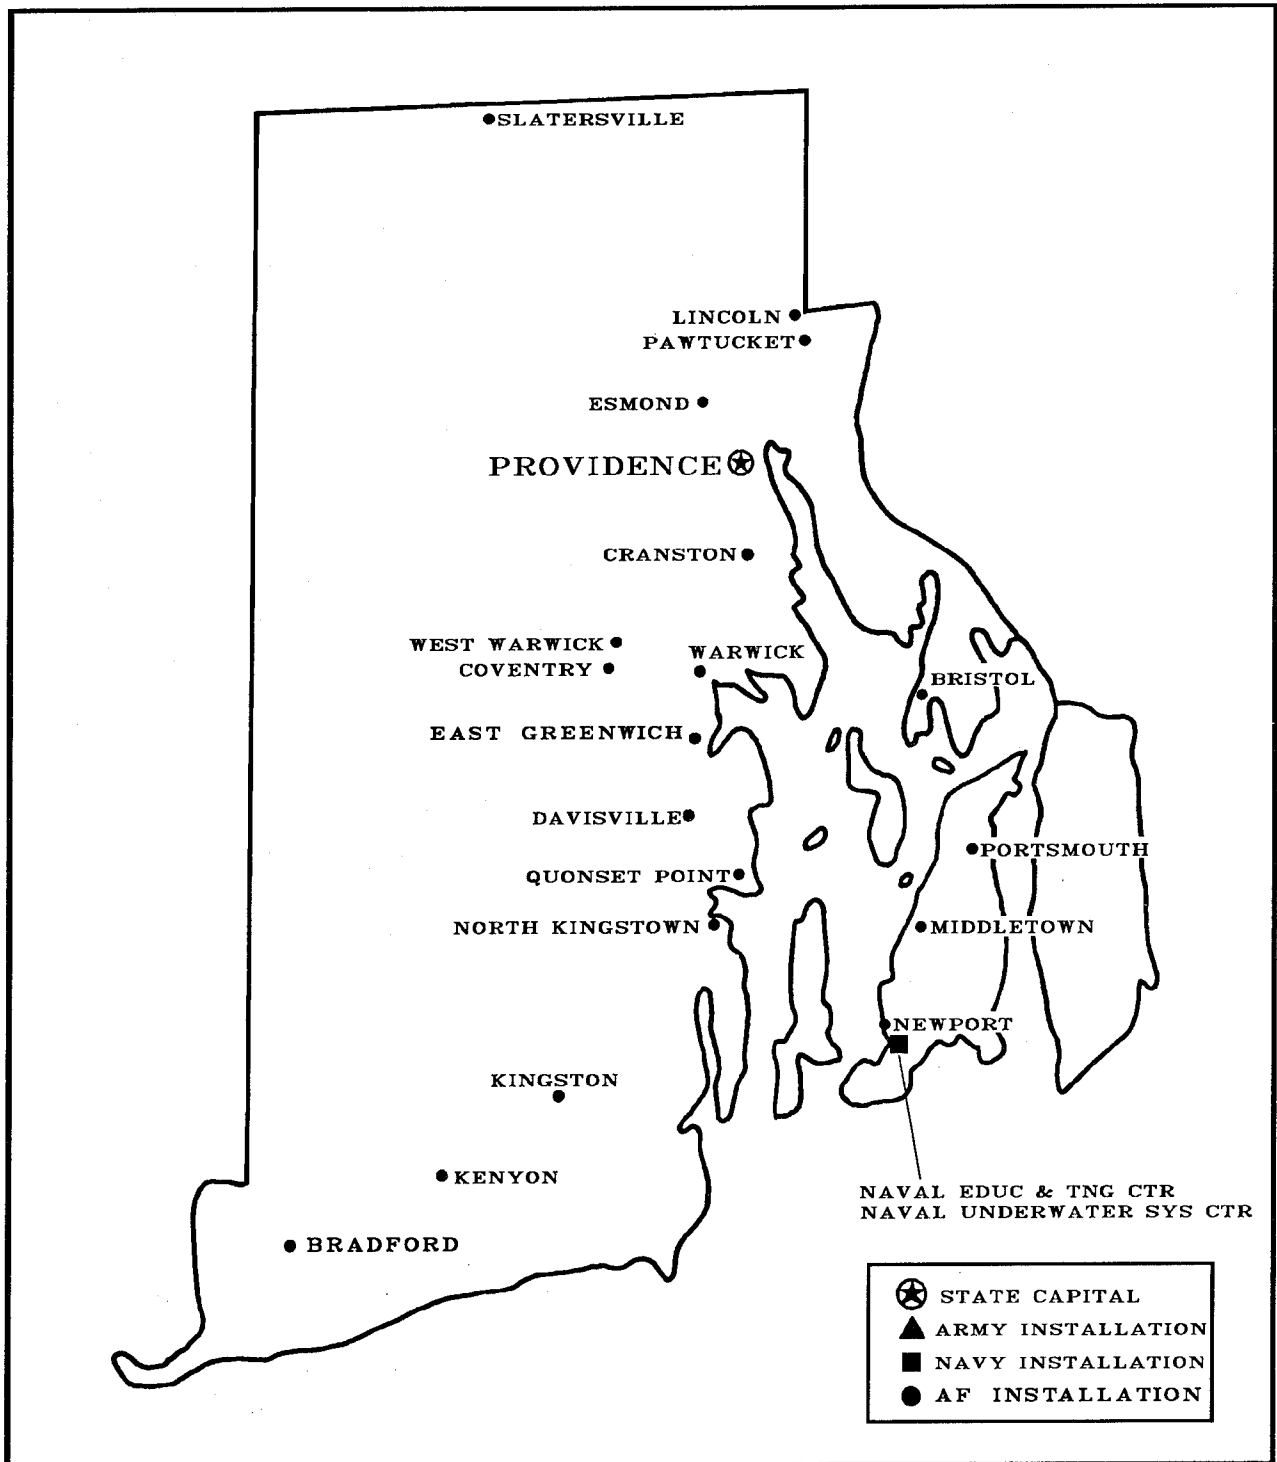 SLATERSVILLE
LINCOLN
PAWTUCKET
ESMOND
PROVIDENCE
CRANSTON
WEST WARWICK
WARWICK
COVENTRY
BRISTOL
EAST GREENWICH
DAVISVILLE
PORTSMOUTH
QUONSET POINT
NORTH KINGSTOWN
MIDDLETOWN
NEWPORT
KINGSTON
KENYON
NAVAL EDUC & TNG CTR
NAVAL UNDERWATER SYS CTR
BRADFORD
STATE CAPITAL
ARMY INSTALLATION
NAVY INSTALLATION
AF INSTALLATION